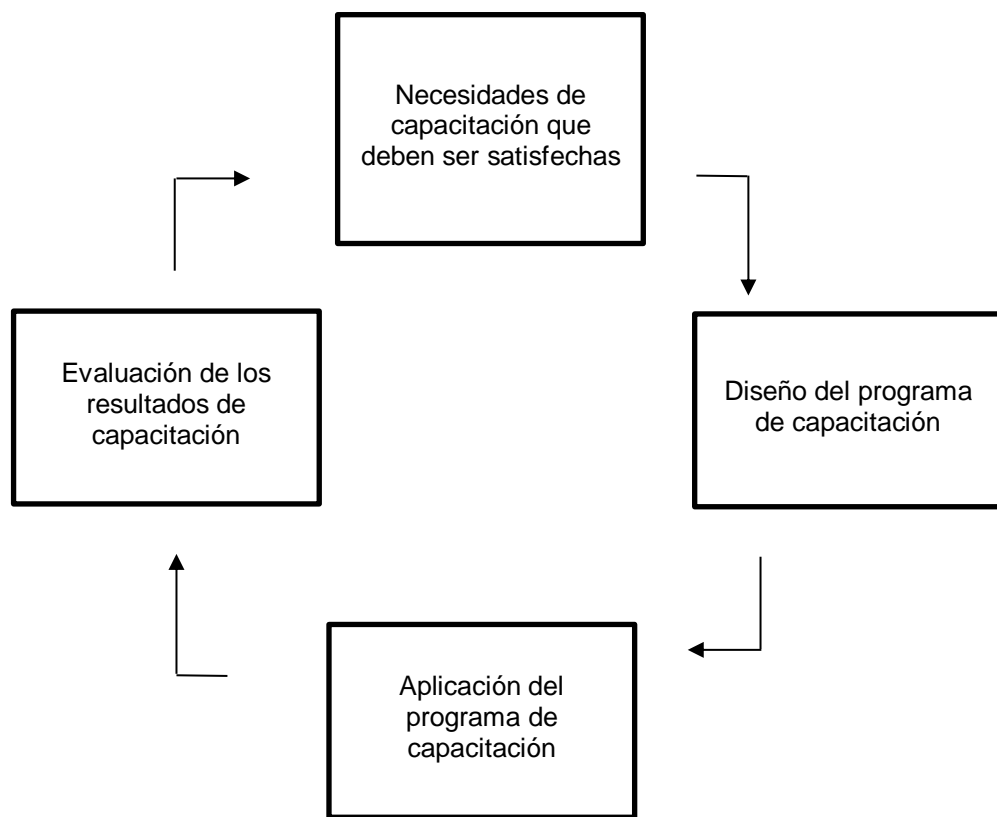 Necesidades de
capacitación que
deben ser satisfechas
Evaluación de los
resultados de
capacitación
Diseño del programa
de capacitación
Aplicación del
programa de
capacitación